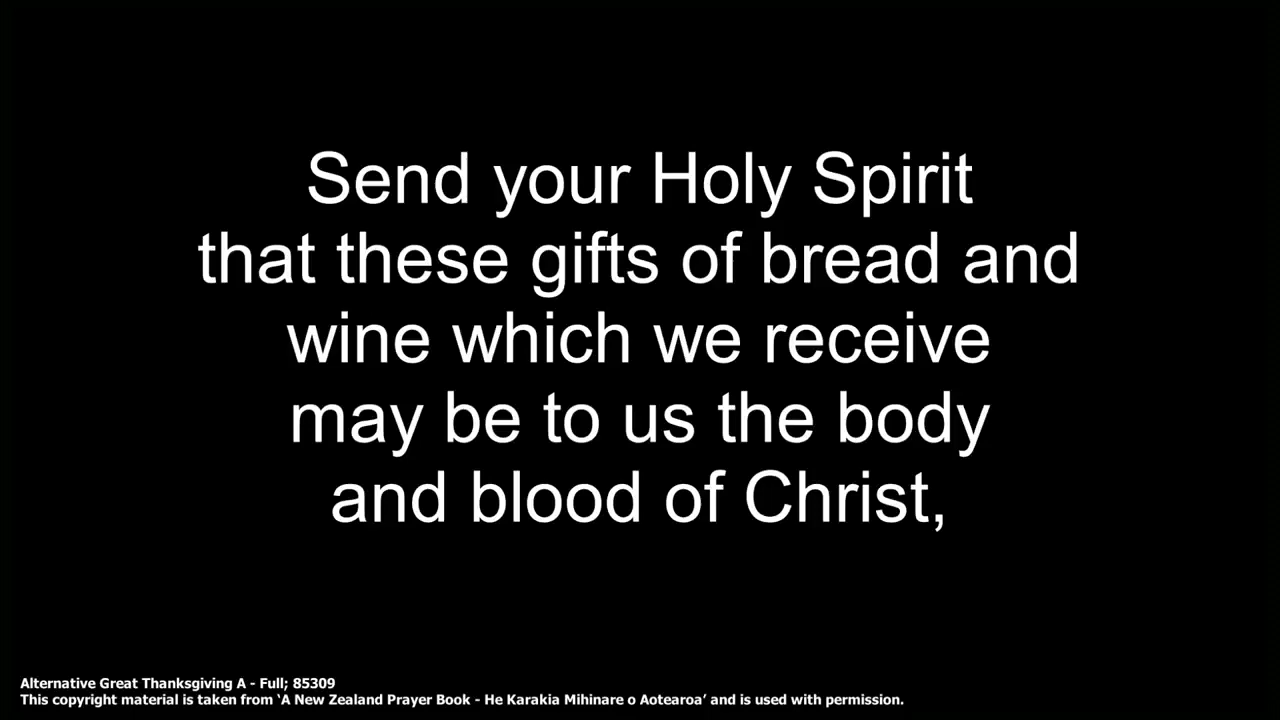 Send your Holy Spirit
that these gifts of bread and
wine which we receive
may be to us the body
and blood of Christ,
Alternative Great Thanksgiving A - Full; 85309
This copyright material is taken from ‘A New Zealand Prayer Book - He Karakia Mihinare o Aotearoa’ and is used with permission.